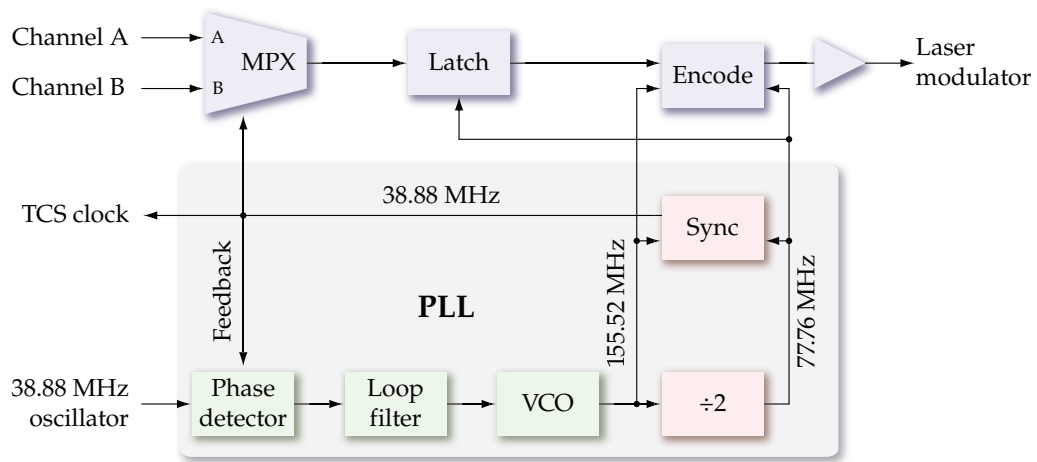 Channel A
A
MPX
Latch
Encode
Laser
modulator
Channel B
B
TCS clock
38.88 MHz
Sync
Feedback
PLL
155.52 MHz
77.76 MHz
38.88 MHz
oscillator
Phase
detector
Loop
filter
VCO
÷2